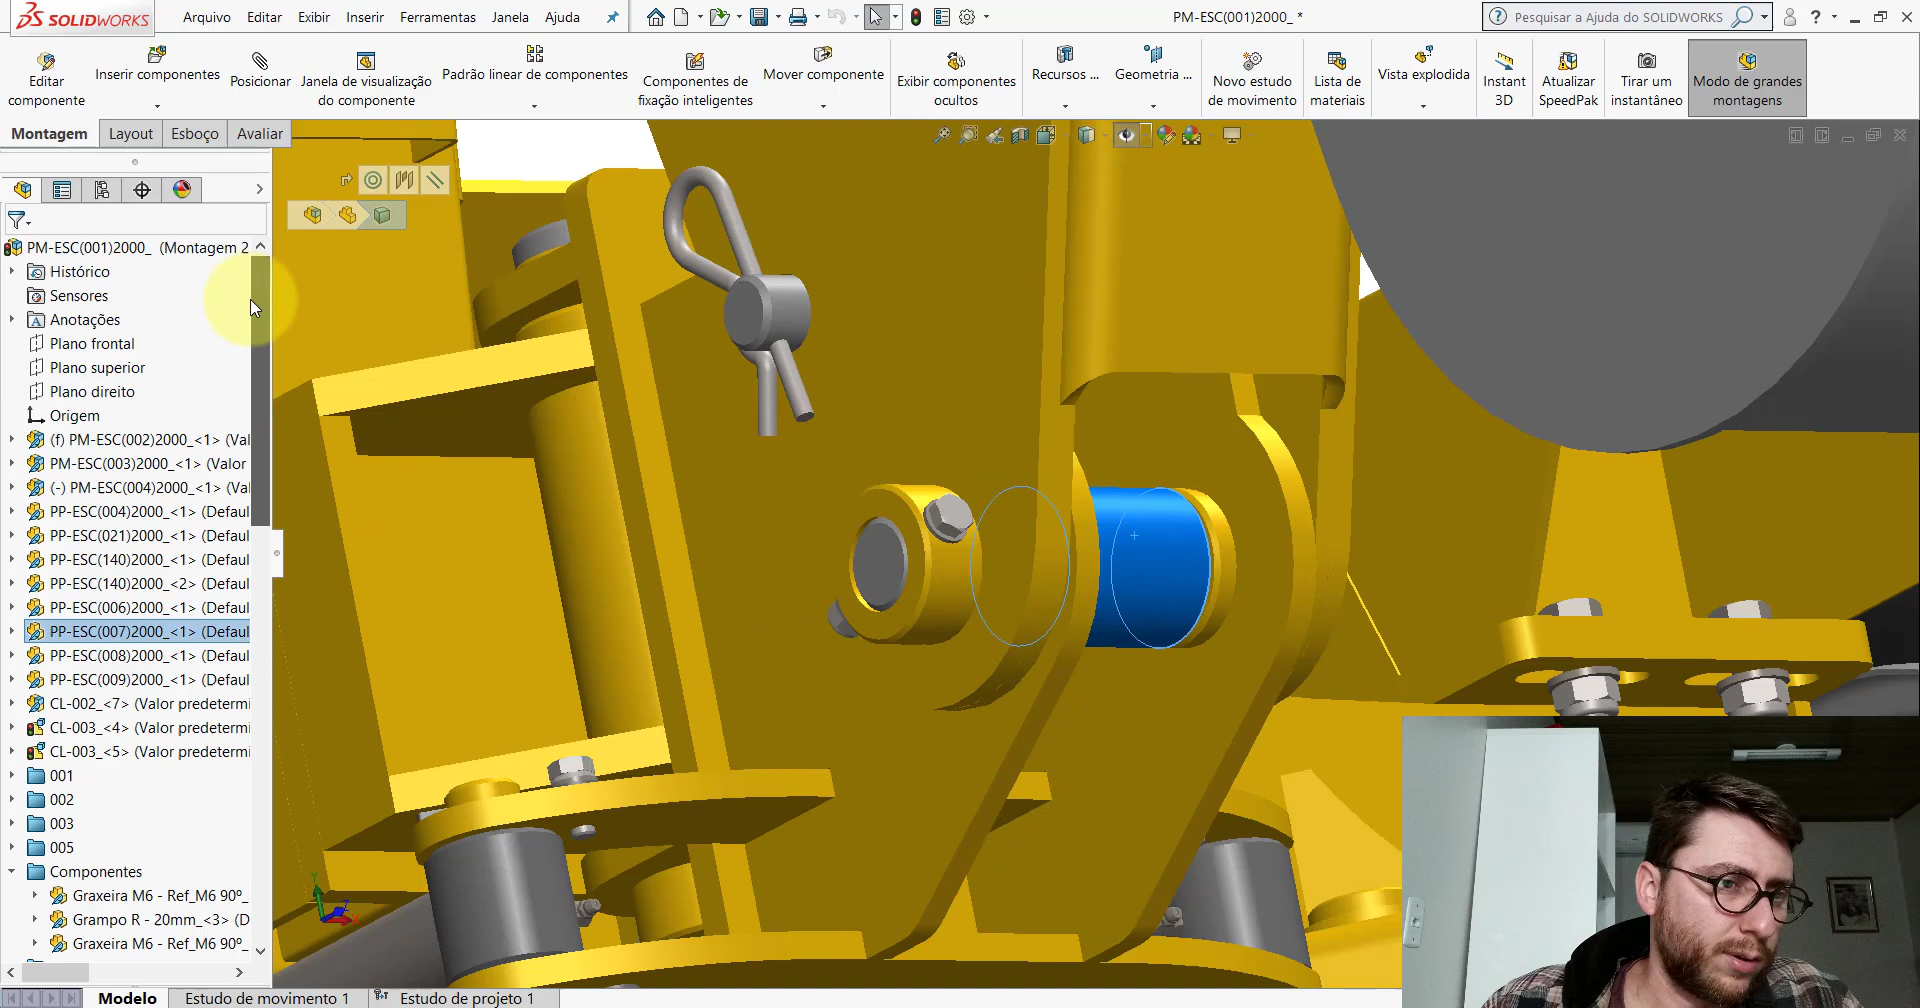 SOLIDWORKS
Arquivo Editar Exibir Inserir Ferramentas Janela Ajuda
PM-ESC(001)2000_ *
Pesquisar a Ajuda do SOLIDWORKS
Editar componente
Inserir componentes
Posicionar
Janela de visualização do componente
Padrão linear de componentes
Componentes de fixação inteligentes
Mover componente
Exibir componentes ocultos
Recursos ...
Geometria ...
Novo estudo de movimento
Lista de materiais
Vista explodida
Instant 3D
Atualizar SpeedPak
Tirar um instantâneo
Modo de grandes montagens
Montagem Layout Esboço Avaliar
PM-ESC(001)2000_ (Montagem 2
Histórico
Sensores
Anotações
Plano frontal
Plano superior
Plano direito
Origem
(f) PM-ESC(002)2000_<1> (Val
PM-ESC(003)2000_<1> (Valor
(-) PM-ESC(004)2000_<1> (Val
PP-ESC(004)2000_<1> (Defaul
PP-ESC(021)2000_<1> (Defaul
PP-ESC(140)2000_<1> (Defaul
PP-ESC(140)2000_<2> (Defaul
PP-ESC(006)2000_<1> (Defaul
PP-ESC(007)2000_<1> (Defaul
PP-ESC(008)2000_<1> (Defaul
PP-ESC(009)2000_<1> (Defaul
CL-002_<7> (Valor predetermi
CL-003_<4> (Valor predetermi
CL-003_<5> (Valor predetermi
001
002
003
005
Componentes
Graxeira M6 - Ref_M6 90º_
Grampo R - 20mm_<3> (D
Graxeira M6 - Ref_M6 90º_
Modelo Estudo de movimento 1 Estudo de projeto 1